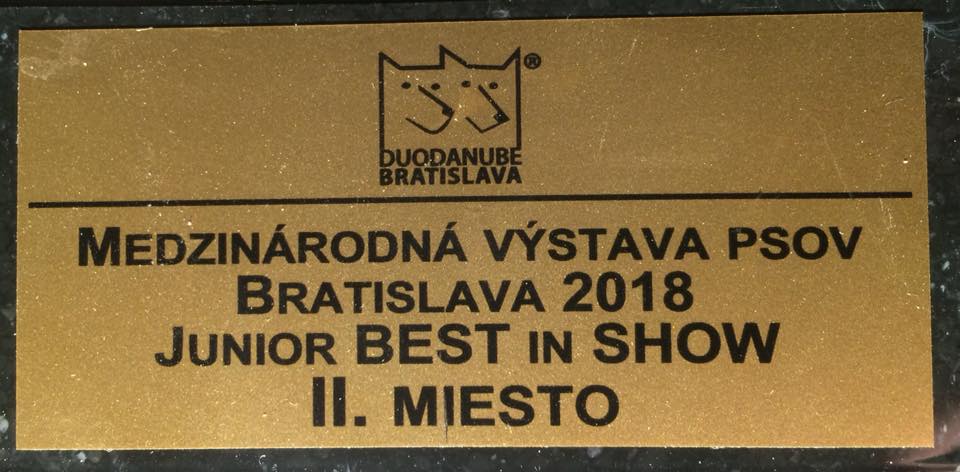 ®
DUODANUBE
BRATISLAVA
MEDZINÁRODNÁ VÝSTAVA PSOV
BRATISLAVA 2018
JUNIOR BEST IN SHOW
II. MIESTO